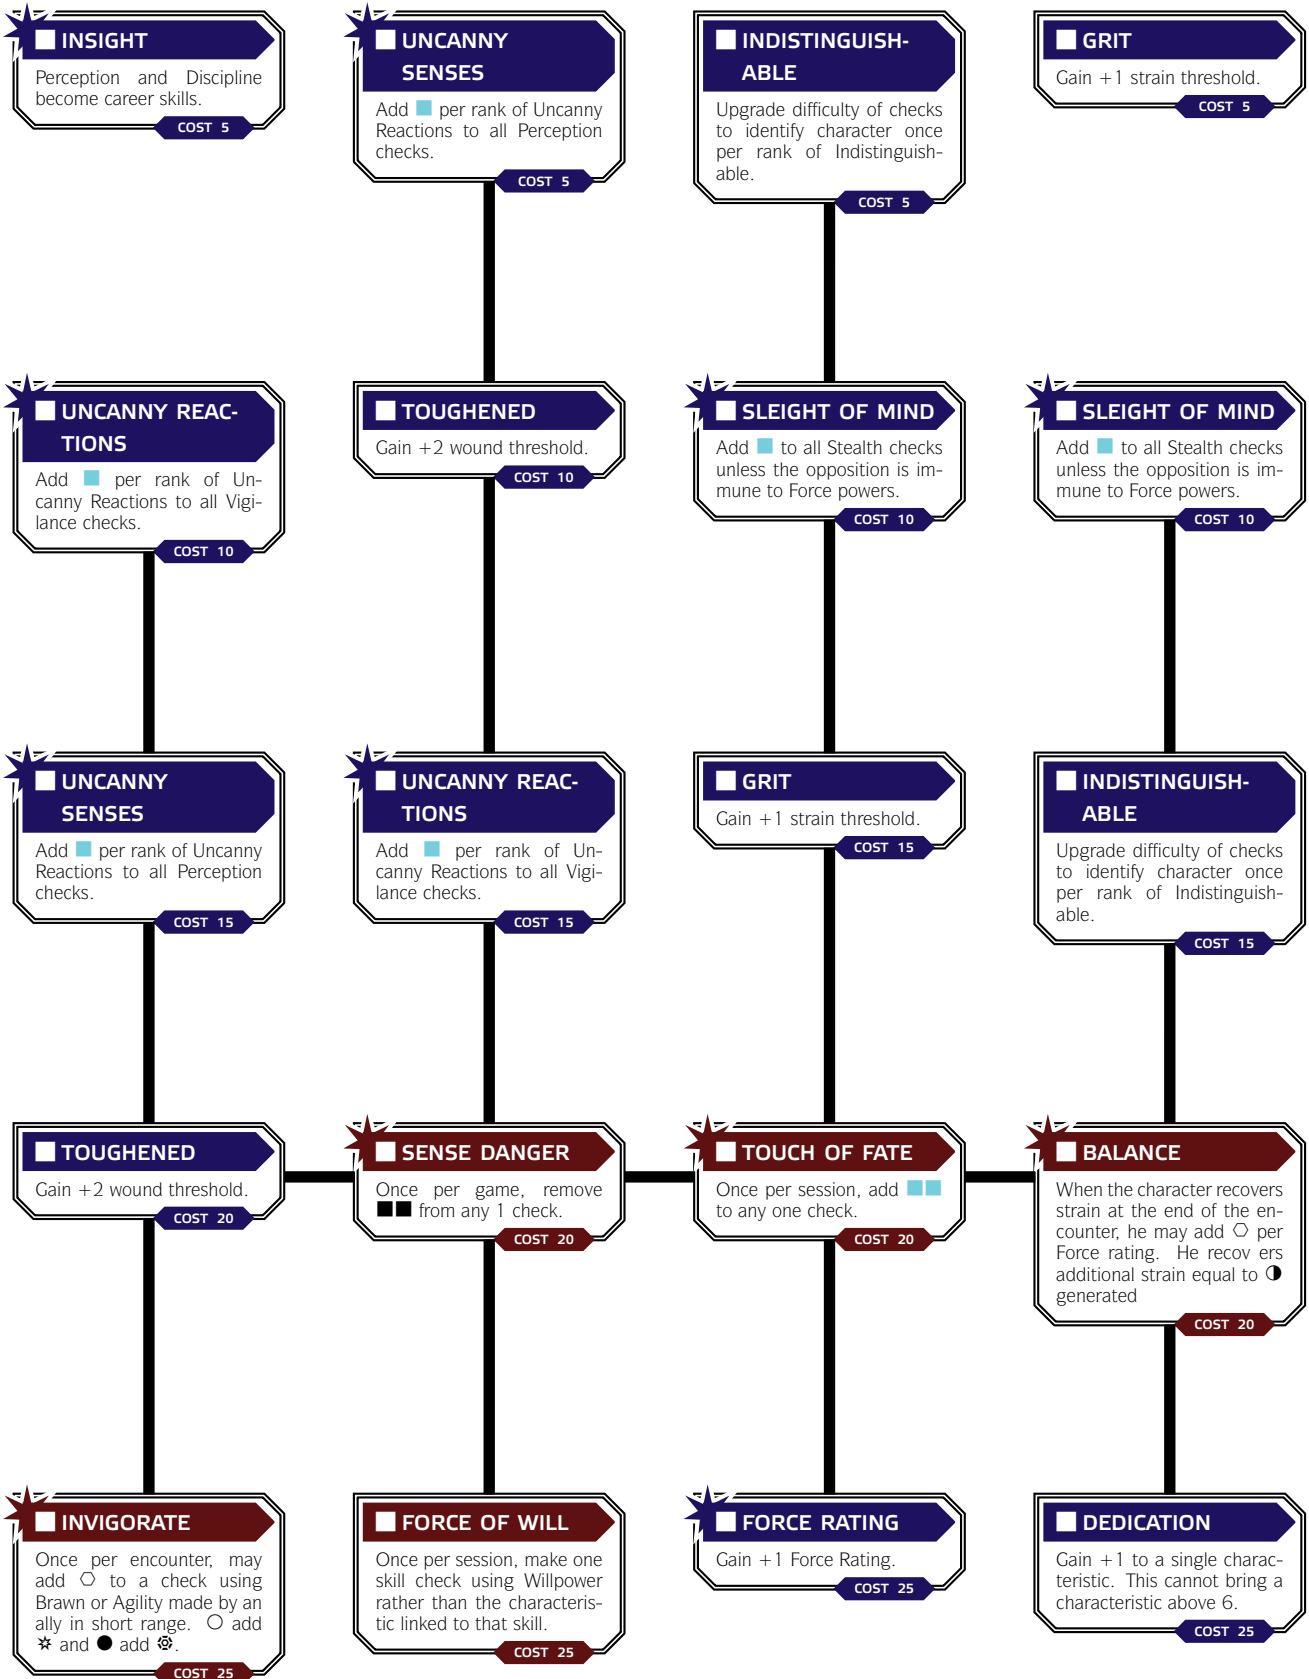 INSIGHT
Perception and Discipline
become career skills.
COST 5
UNCANNY
SENSES
Add per rank of Uncanny
Reactions to all Perception
checks.
COST 5
INDISTINGUISH-
ABLE
Upgrade difficulty of checks
to identify character once
per rank of Indistinguish-
able.
COST 5
GRIT
Gain +1 strain threshold.
COST 5
UNCANNY REAC-
TIONS
Add per rank of Un-
canny Reactions to all Vigi-
lance checks.
COST 10
TOUGHENED
Gain +2 wound threshold.
COST 10
SLEIGHT OF MIND
Add to all Stealth checks
unless the opposition is im-
mune to Force powers.
COST 10
SLEIGHT OF MIND
Add to all Stealth checks
unless the opposition is im-
mune to Force powers.
COST 10
UNCANNY
SENSES
Add per rank of Uncanny
Reactions to all Perception
checks.
COST 15
UNCANNY REAC-
TIONS
Add per rank of Un-
canny Reactions to all Vigi-
lance checks.
COST 15
GRIT
Gain +1 strain threshold.
COST 15
INDISTINGUISH-
ABLE
Upgrade difficulty of checks
to identify character once
per rank of Indistinguish-
able.
COST 15
TOUGHENED
Gain +2 wound threshold.
COST 20
SENSE DANGER
Once per game, remove
from any 1 check.
COST 20
TOUCH OF FATE
Once per session, add
to any one check.
COST 20
BALANCE
When the character recovers
strain at the end of the en-
counter, he may add per
Force rating. He recov ers
additional strain equal to
generated
COST 20
INVIGORATE
Once per encounter, may
add to a check using
Brawn or Agility made by an
ally in short range. add
and add .
COST 25
FORCE OF WILL
Once per session, make one
skill check using Willpower
rather than the characteris-
tic linked to that skill.
COST 25
FORCE RATING
Gain +1 Force Rating.
COST 25
DEDICATION
Gain +1 to a single charac-
teristic. This cannot bring a
characteristic above 6.
COST 25